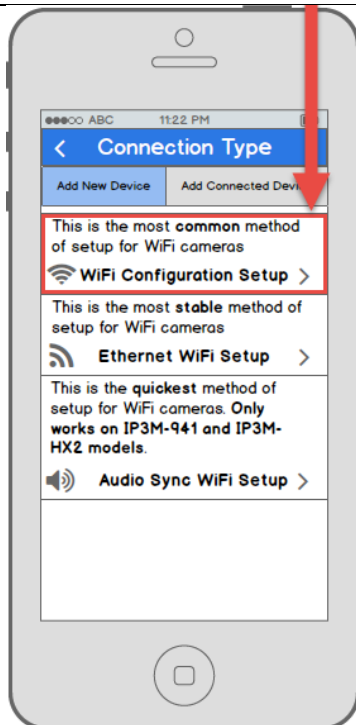 ABC 11:22 PM
Connection Type
Add New Device Add Connected
This is the most common method
of setup for WiFi cameras
WiFi Configuration Setup
This is the most stable method of
setup for WiFi cameras
Ethernet WiFi Setup
This is the quickest method of
setup for WiFi cameras. Only
works on IP3M-941 and IP3M-
HX2 models.
Audio Sync WiFi Setup